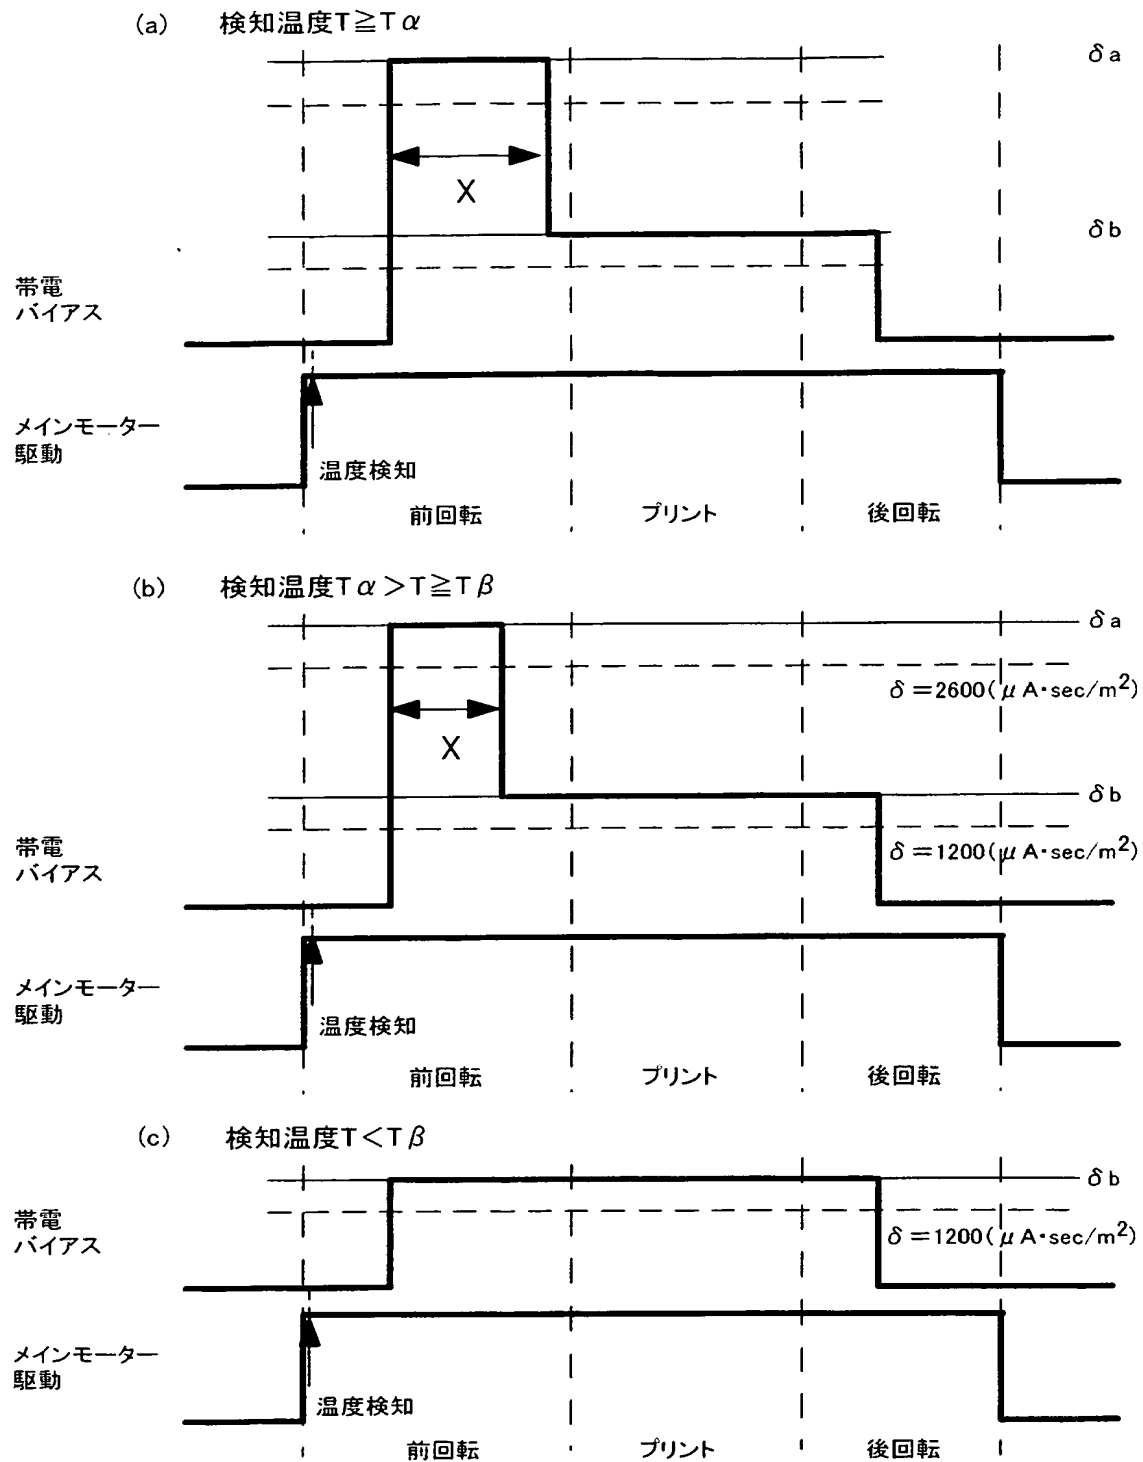 (a) 検知温度T≧Tα
δa
X
δb
帯電
バイアス
メインモーター
駆動
温度検知
前回転 プリント 後回転
(b) 検知温度Tα>T≧Tβ
δa
δ=2600(μA・sec/m²)
X
δb
帯電
バイアス
δ=1200(μA・sec/m²)
メインモーター
駆動
温度検知
前回転 プリント 後回転
(c) 検知温度T<Tβ
δb
帯電
バイアス
δ=1200(μA・sec/m²)
メインモーター
駆動
温度検知
前回転 プリント 後回転